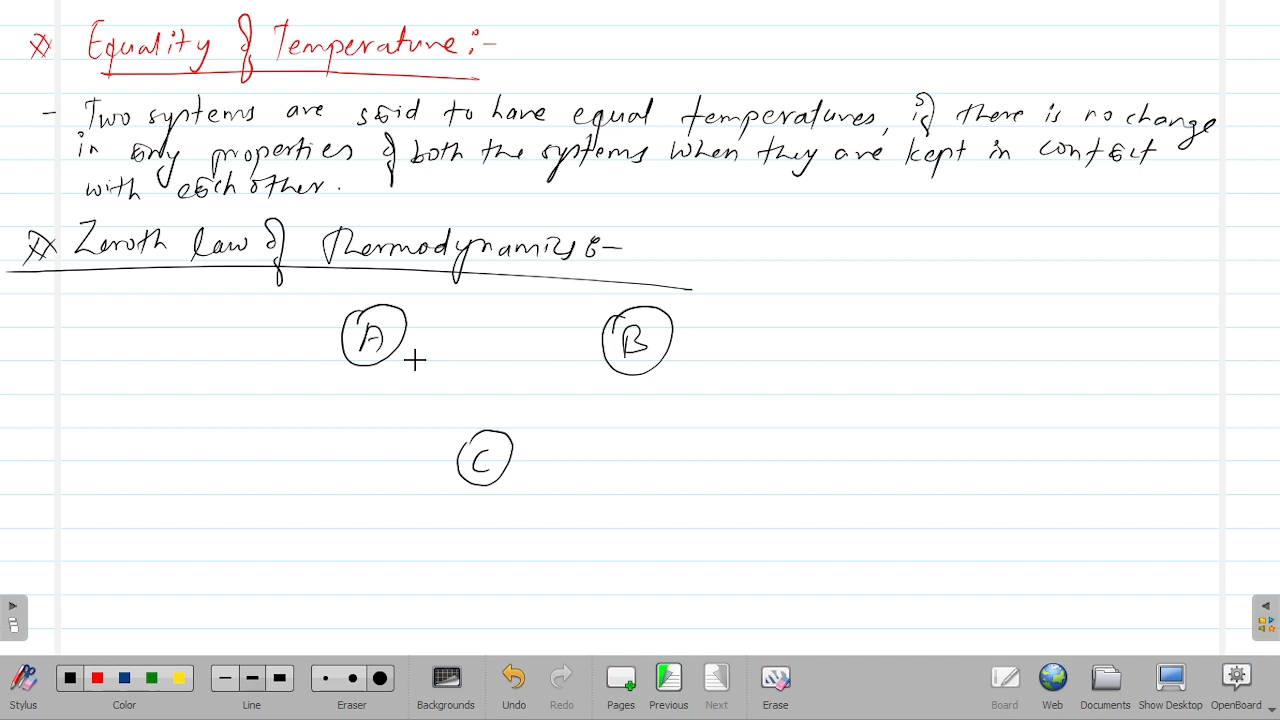 Equality of Temperature :-
- Two systems are said to have equal temperatures, if there is no change
in any properties of both the systems when they are kept in contact
with each other.
Zeroth law of Thermodynamics :-
A B
C
Stylus Color Line Eraser Backgrounds Undo Redo Pages Previous Next Erase Board Web Documents Show Desktop OpenBoard